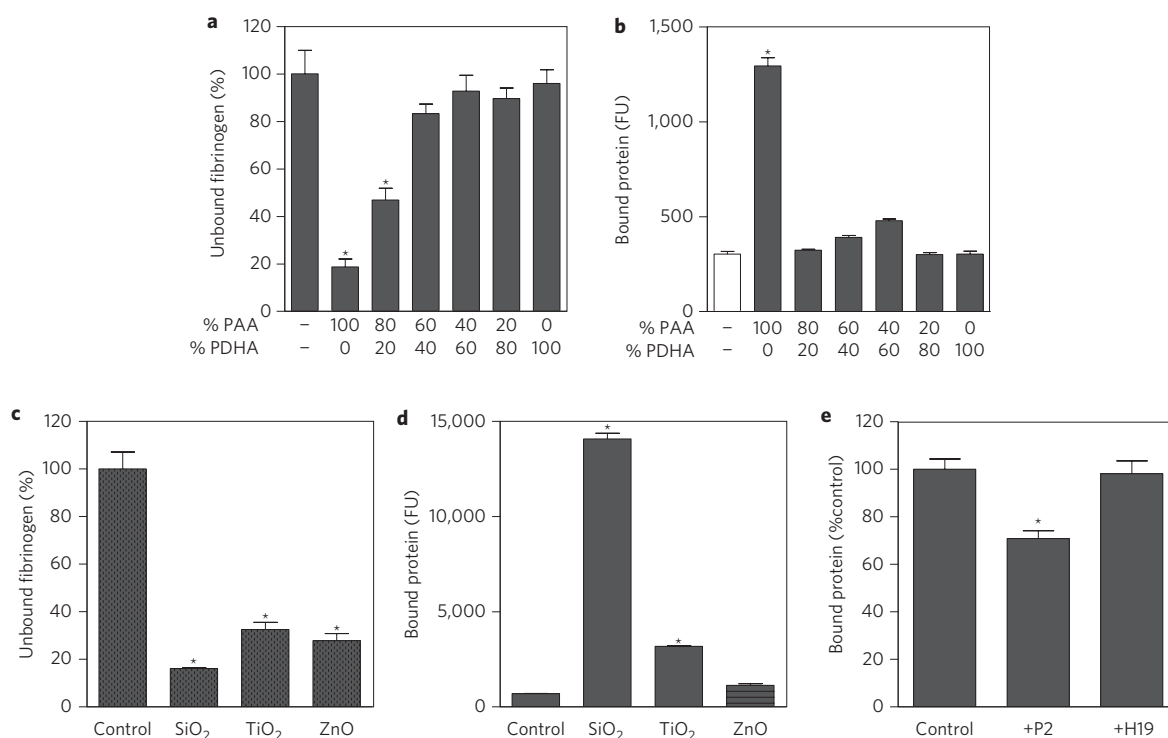 a
Unbound fibrinogen (%)
120
100
80
60
40
20
0
*
*
% PAA – 100 80 60 40 20 0
% PDHA – 0 20 40 60 80 100
b
Bound protein (FU)
1,500
1,000
500
0
*
% PAA – 100 80 60 40 20 0
% PDHA – 0 20 40 60 80 100
c
Unbound fibrinogen (%)
120
100
80
60
40
20
0
*
*
*
Control SiO₂ TiO₂ ZnO
d
Bound protein (FU)
15,000
10,000
5,000
0
*
*
Control SiO₂ TiO₂ ZnO
e
Bound protein (%control)
120
100
80
60
40
20
0
*
Control +P2 +H19